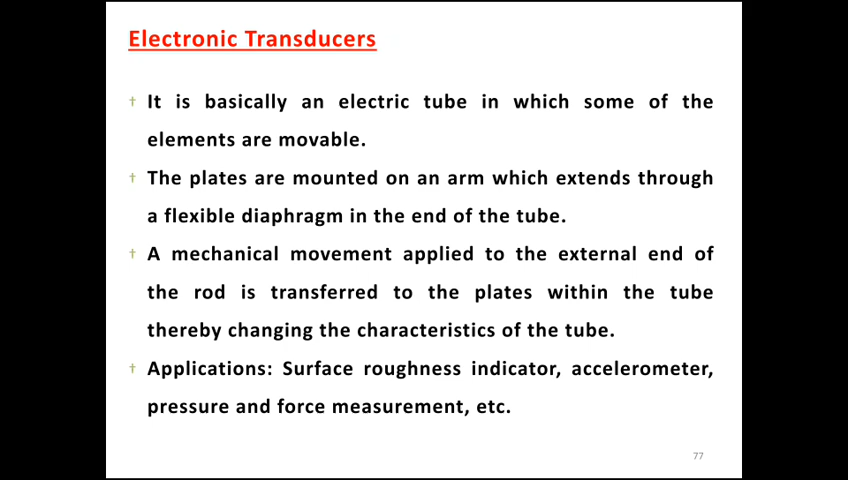 Electronic Transducers
† It is basically an electric tube in which some of the
elements are movable.
† The plates are mounted on an arm which extends through
a flexible diaphragm in the end of the tube.
† A mechanical movement applied to the external end of
the rod is transferred to the plates within the tube
thereby changing the characteristics of the tube.
† Applications: Surface roughness indicator, accelerometer,
pressure and force measurement, etc.
77